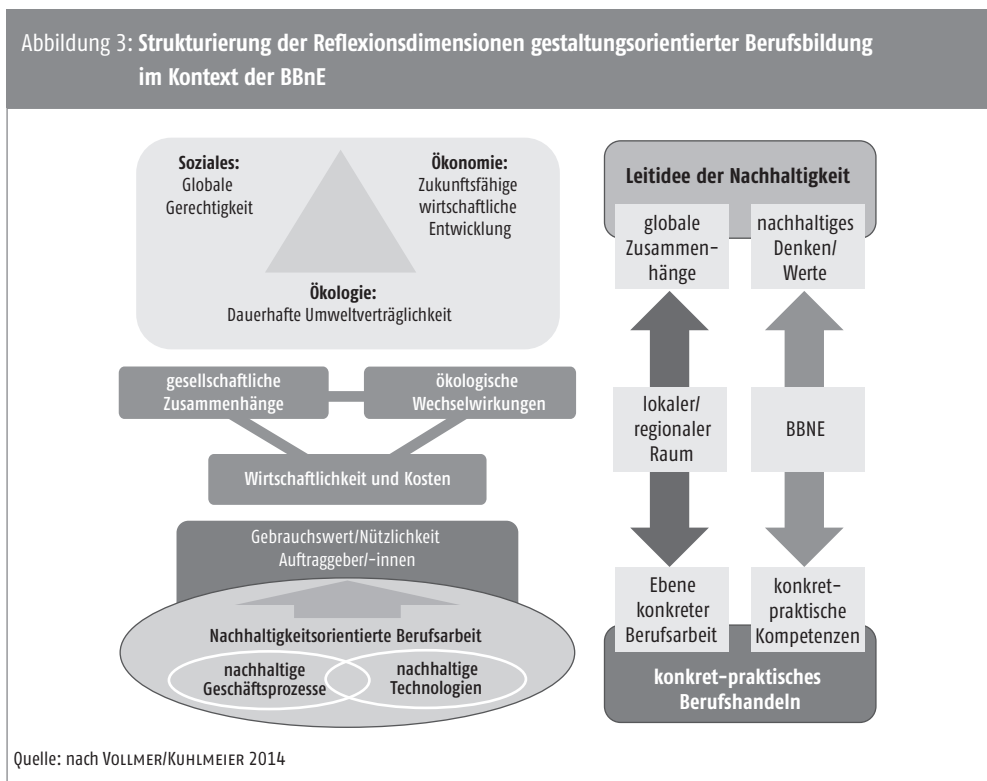 Abbildung 3: Strukturierung der Reflexionsdimensionen gestaltungsorientierter Berufsbildung
im Kontext der BBnE
Soziales:
Globale
Gerechtigkeit
Ökonomie:
Zukunftsfähige
wirtschaftliche
Entwicklung
Ökologie:
Dauerhafte Umweltverträglichkeit
gesellschaftliche
Zusammenhänge
ökologische
Wechselwirkungen
Wirtschaftlichkeit und Kosten
Gebrauchswert/Nützlichkeit
Auftraggeber/-innen
Nachhaltigkeitsorientierte Berufsarbeit
nachhaltige
Geschäftsprozesse
nachhaltige
Technologien
Leitidee der Nachhaltigkeit
globale
Zusammen-
hänge
nachhaltiges
Denken/
Werte
lokaler/
regionaler
Raum
BBNE
Ebene
konkreter
Berufsarbeit
konkret-
praktische
Kompetenzen
konkret-praktisches
Berufshandeln
Quelle: nach VOLLMER/KUHLMEIER 2014